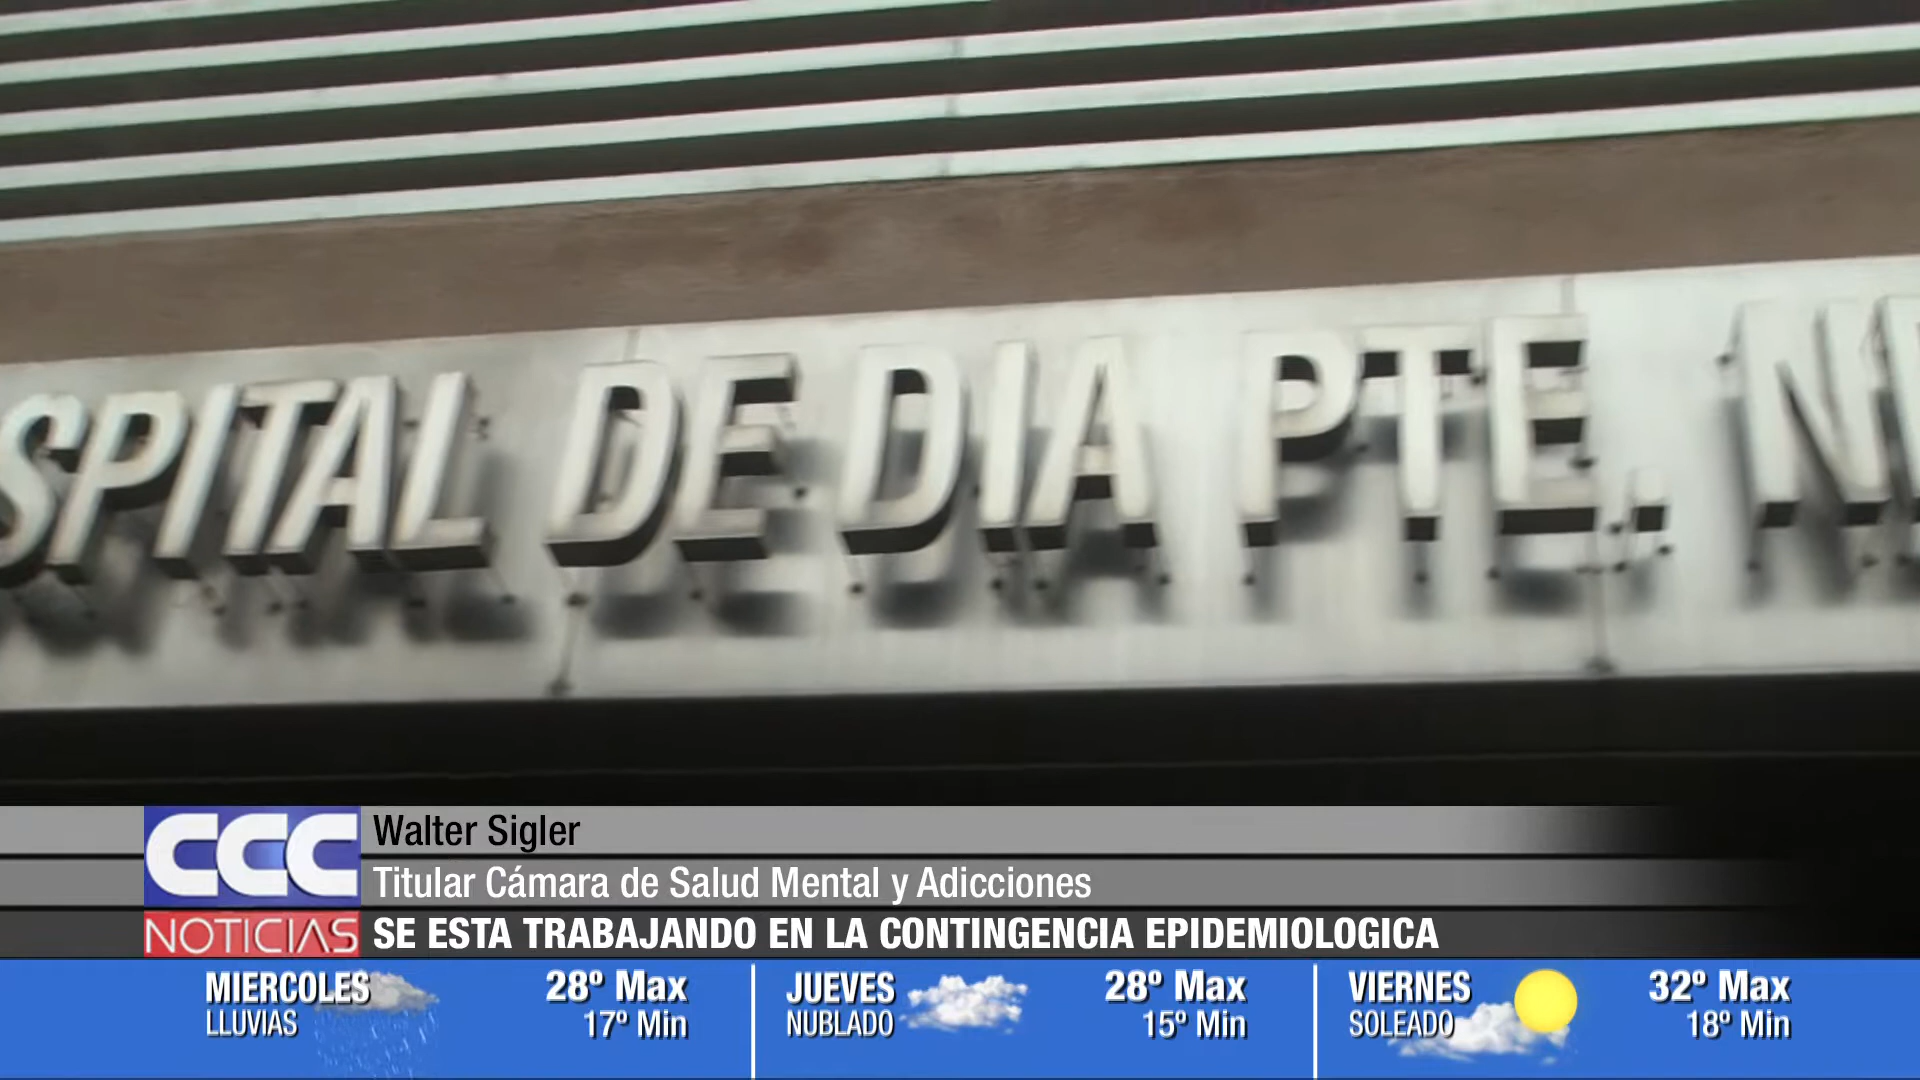 SPITAL DE DIA PTE. N
CCC
NOTICIAS
Walter Sigler
Titular Cámara de Salud Mental y Adicciones
SE ESTA TRABAJANDO EN LA CONTINGENCIA EPIDEMIOLOGICA
MIERCOLES
LLUVIAS
28º Max
17º Min
JUEVES
NUBLADO
28º Max
15º Min
VIERNES
SOLEADO
32º Max
18º Min